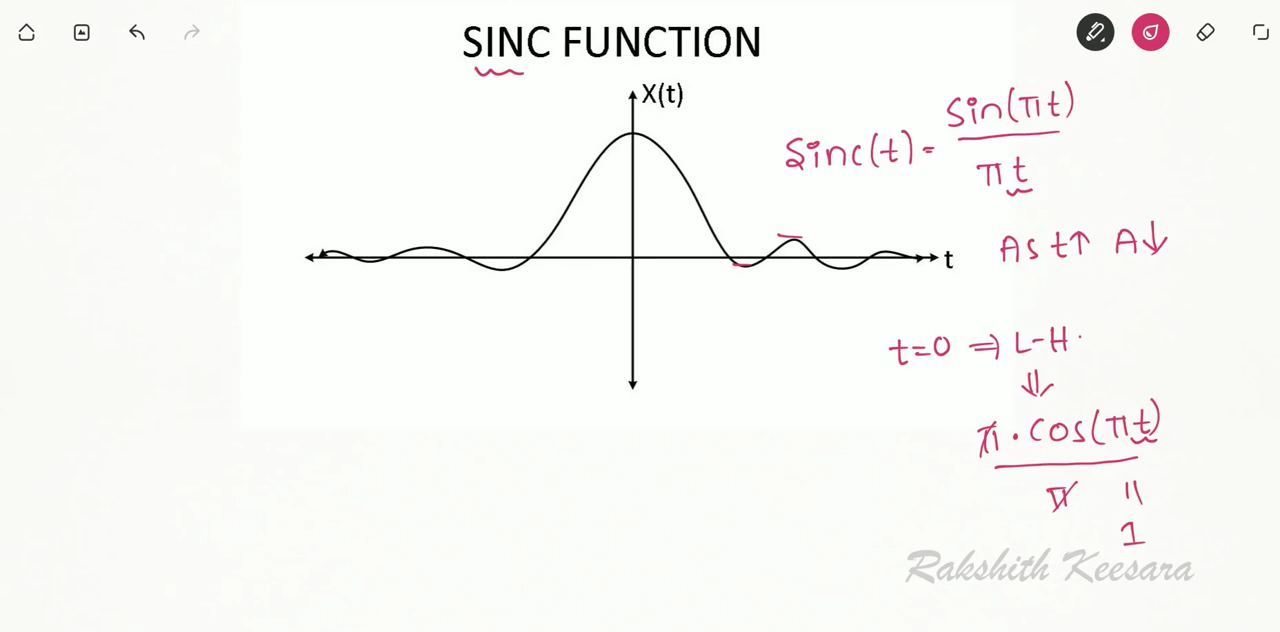 SINC FUNCTION
X(t)
Sinc(t) = Sin(πt)
πt
t
As t↑ A↓
t=0 ⇒ L-H
⇓
π · cos(πt)
π "
1
Rakshith Keesara